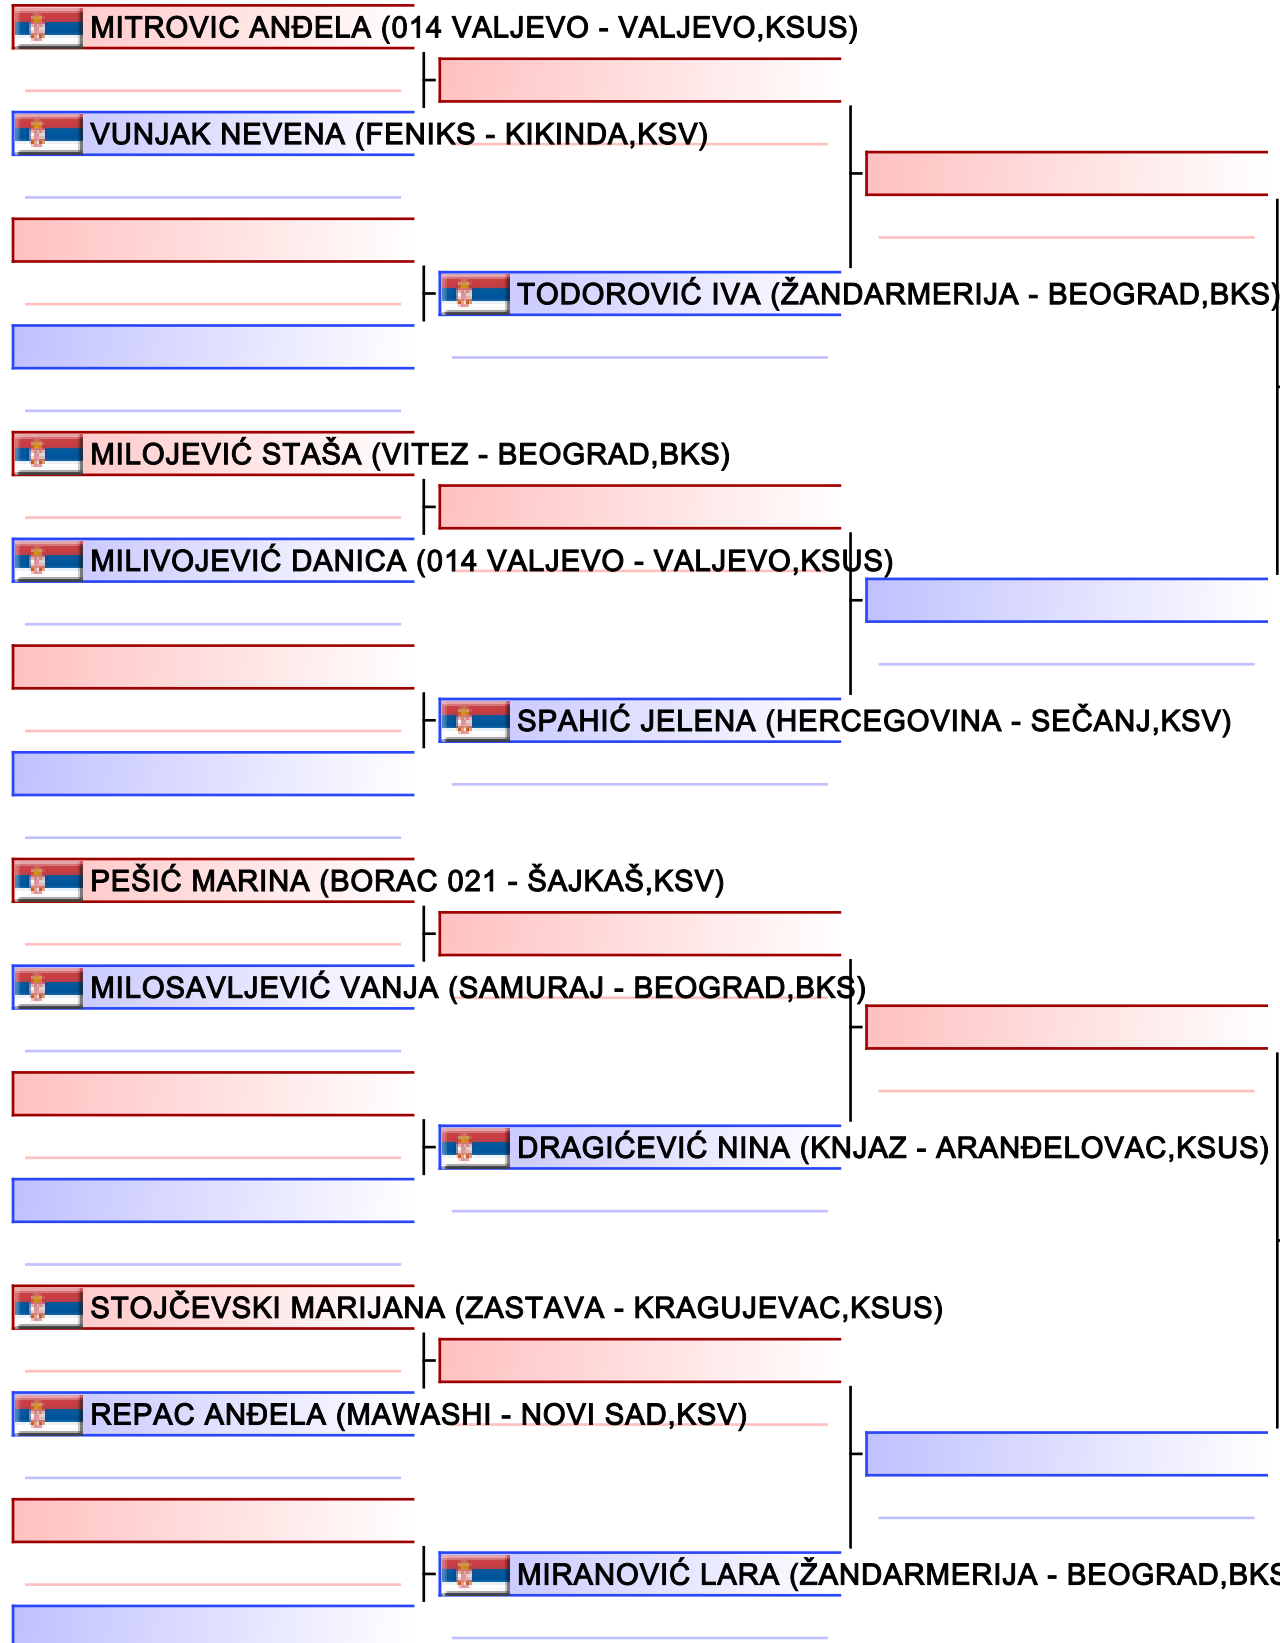 MITROVIC ANĐELA (014 VALJEVO - VALJEVO,KSUS)
VUNJAK NEVENA (FENIKS - KIKINDA,KSV)
TODOROVIĆ IVA (ŽANDARMERIJA - BEOGRAD,BKS)
MILOJEVIĆ STAŠA (VITEZ - BEOGRAD,BKS)
MILIVOJEVIĆ DANICA (014 VALJEVO - VALJEVO,KSUS)
SPAHIĆ JELENA (HERCEGOVINA - SEČANJ,KSV)
PEŠIĆ MARINA (BORAC 021 - ŠAJKAŠ,KSV)
MILOSAVLJEVIĆ VANJA (SAMURAJ - BEOGRAD,BKS)
DRAGIĆEVIĆ NINA (KNJAZ - ARANĐELOVAC,KSUS)
STOJČEVSKI MARIJANA (ZASTAVA - KRAGUJEVAC,KSUS)
REPAC ANĐELA (MAWASHI - NOVI SAD,KSV)
MIRANOVIĆ LARA (ŽANDARMERIJA - BEOGRAD,BKS